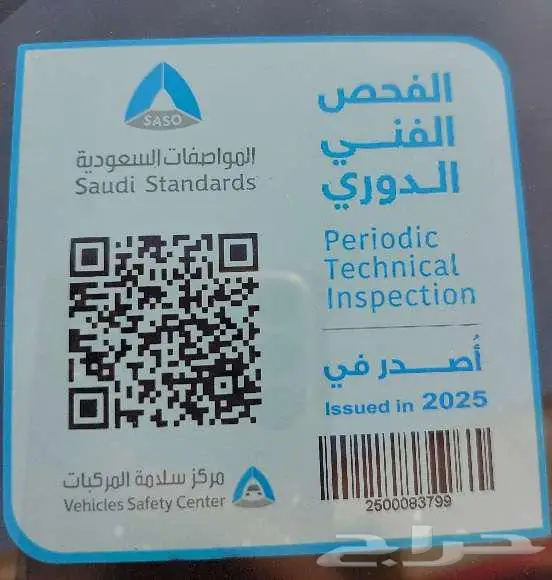 SASO
المواصفات السعودية
Saudi Standards
الفحص
الفني
الدوري
Periodic
Technical
Inspection
أُصدر في
Issued in 2025
2500083799
مركز سلامة المركبات
Vehicles Safety Center
حراج